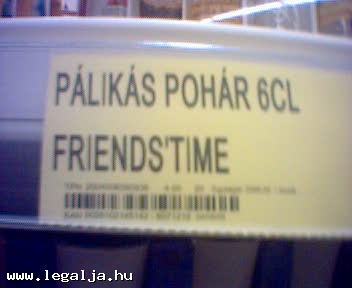 PÁLIKÁS POHÁR 6CL
FRIENDS'TIME
www.legalja.hu